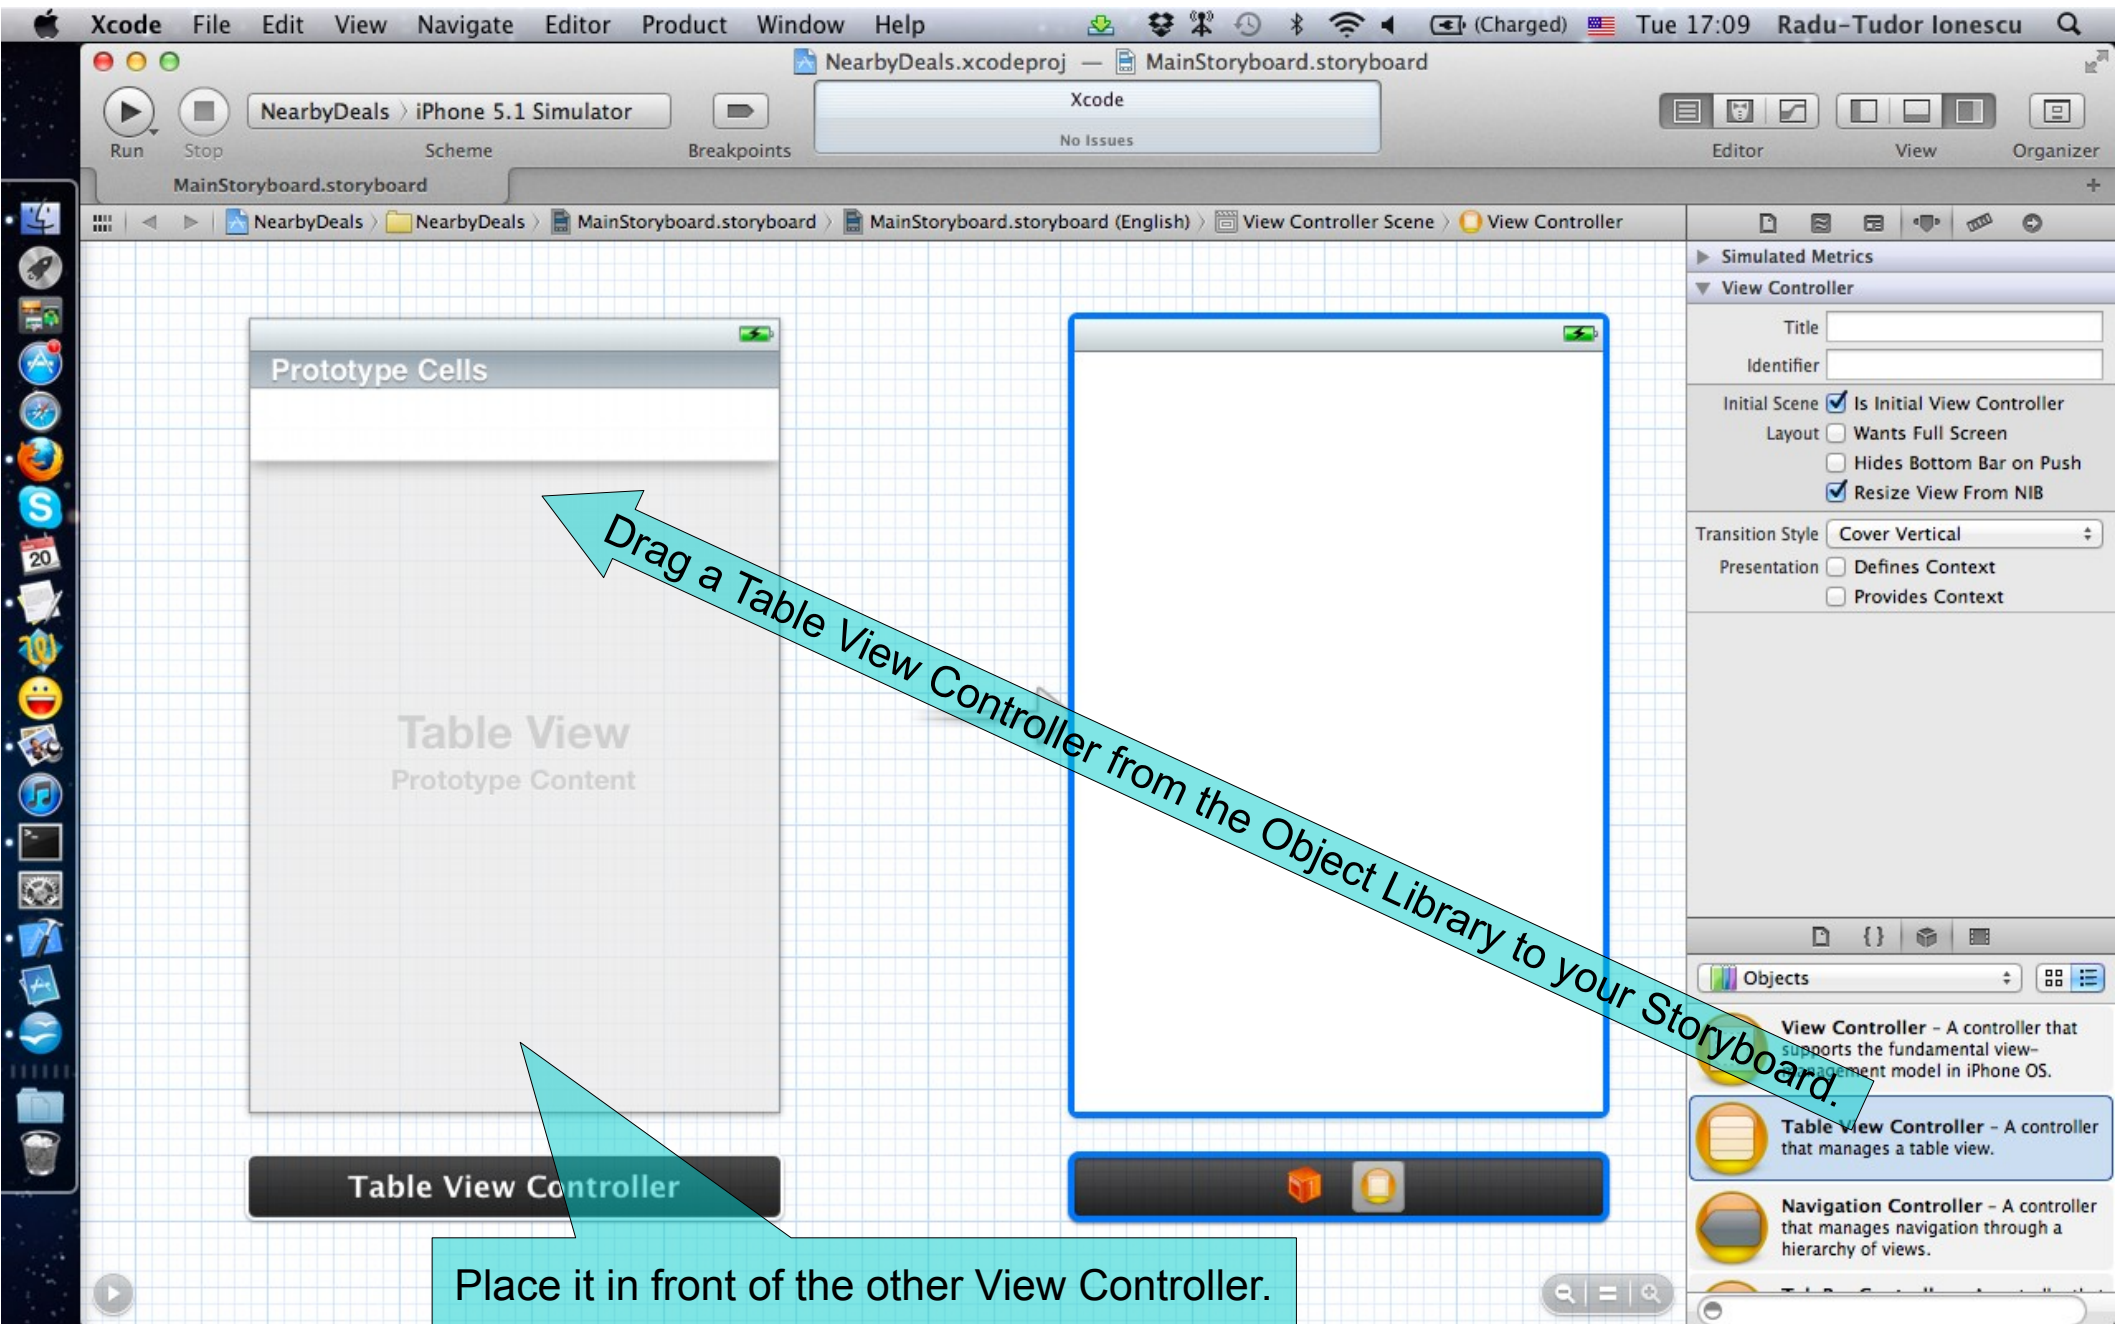 Xcode File Edit View Navigate Editor Product Window Help (Charged) Tue 17:09 Radu-Tudor Ionescu
NearbyDeals.xcodeproj — MainStoryboard.storyboard
NearbyDeals 〉 iPhone 5.1 Simulator
Xcode
No Issues
Run Stop Scheme Breakpoints Editor View Organizer
MainStoryboard.storyboard
NearbyDeals 〉 NearbyDeals 〉 MainStoryboard.storyboard 〉 MainStoryboard.storyboard (English) 〉 View Controller Scene 〉 View Controller
Simulated Metrics
View Controller
Title
Identifier
Initial Scene Is Initial View Controller
Layout Wants Full Screen
Hides Bottom Bar on Push
Resize View From NIB
Transition Style Cover Vertical
Presentation Defines Context
Provides Context
Prototype Cells
Table View
Prototype Content
Table View Controller
Drag a Table View Controller from the Object Library to your Storyboard.
Place it in front of the other View Controller.
20
Objects
View Controller – A controller that
supports the fundamental view-
management model in iPhone OS.
Table View Controller – A controller
that manages a table view.
Navigation Controller – A controller
that manages navigation through a
hierarchy of views.